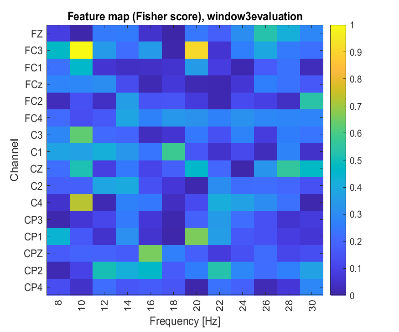 Feature map (Fisher score), window3evaluation
Channel
FZ
FC3
FC1
FCz
FC2
FC4
C3
C1
CZ
C2
C4
CP3
CP1
CPZ
CP2
CP4
8 10 12 14 16 18 20 22 24 26 28 30
Frequency [Hz]
1
0.9
0.8
0.7
0.6
0.5
0.4
0.3
0.2
0.1
0